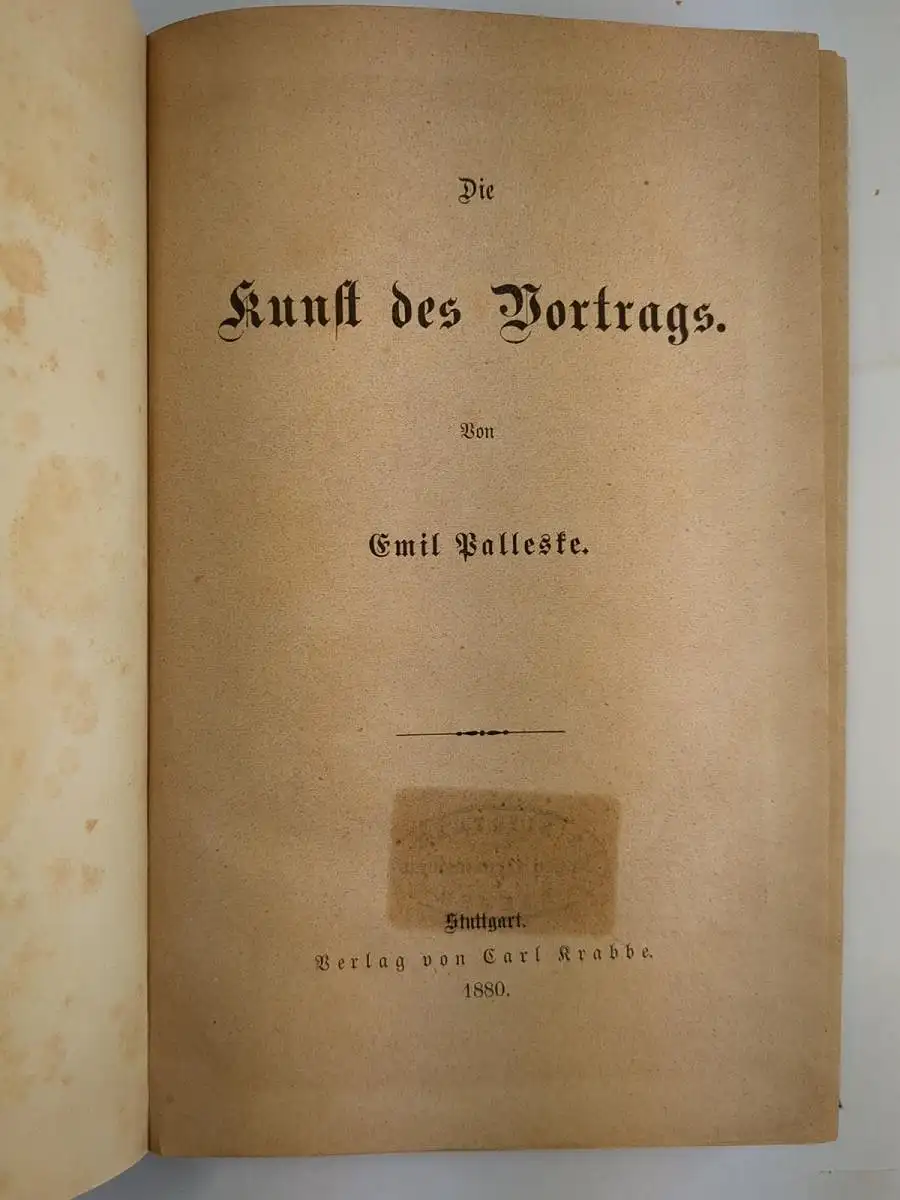 Die
Kunst des Vortrags.
Von
Emil Palleske.
Stuttgart.
Verlag von Carl Krabbe.
1880.